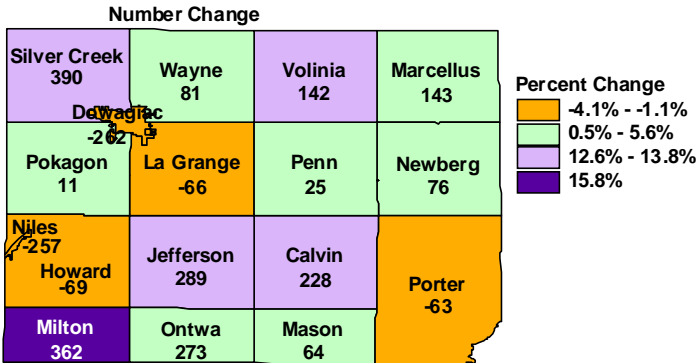 Number Change
Silver Creek
390
Wayne
81
Volinia
142
Marcellus
143
Dowagiac
-262
Pokagon
11
La Grange
-66
Penn
25
Newberg
76
Niles
-257
Howard
-69
Jefferson
289
Calvin
228
Porter
-63
Milton
362
Ontwa
273
Mason
64
Percent Change
-4.1% - -1.1%
0.5% - 5.6%
12.6% - 13.8%
15.8%